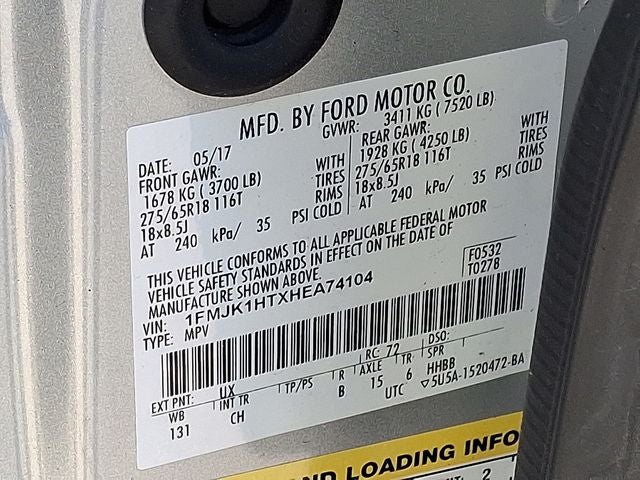 MFD. BY FORD MOTOR CO.
DATE: 05/17 GVWR: 3411 KG ( 7520 LB)
FRONT GAWR: REAR GAWR:
1678 KG ( 3700 LB) WITH 1928 KG ( 4250 LB) WITH
275/65R18 116T TIRES 275/65R18 116T TIRES
18x8.5J RIMS 18x8.5J RIMS
AT 240 kPa/ 35 PSI COLD AT 240 kPa/ 35 PSI COLD
THIS VEHICLE CONFORMS TO ALL APPLICABLE FEDERAL MOTOR
VEHICLE SAFETY STANDARDS IN EFFECT ON THE DATE OF
MANUFACTURE SHOWN ABOVE.
F0532
T0278
VIN: 1FMJK1HTXHEA74104
TYPE: MPV
EXT PNT: UX RC: 72 DSO:
WB INT TR TP/PS R AXLE TR SPR
131 CH B 15 6 HHBB
UTC ▽5U5A-1520472-BA
ND LOADING INFO
2